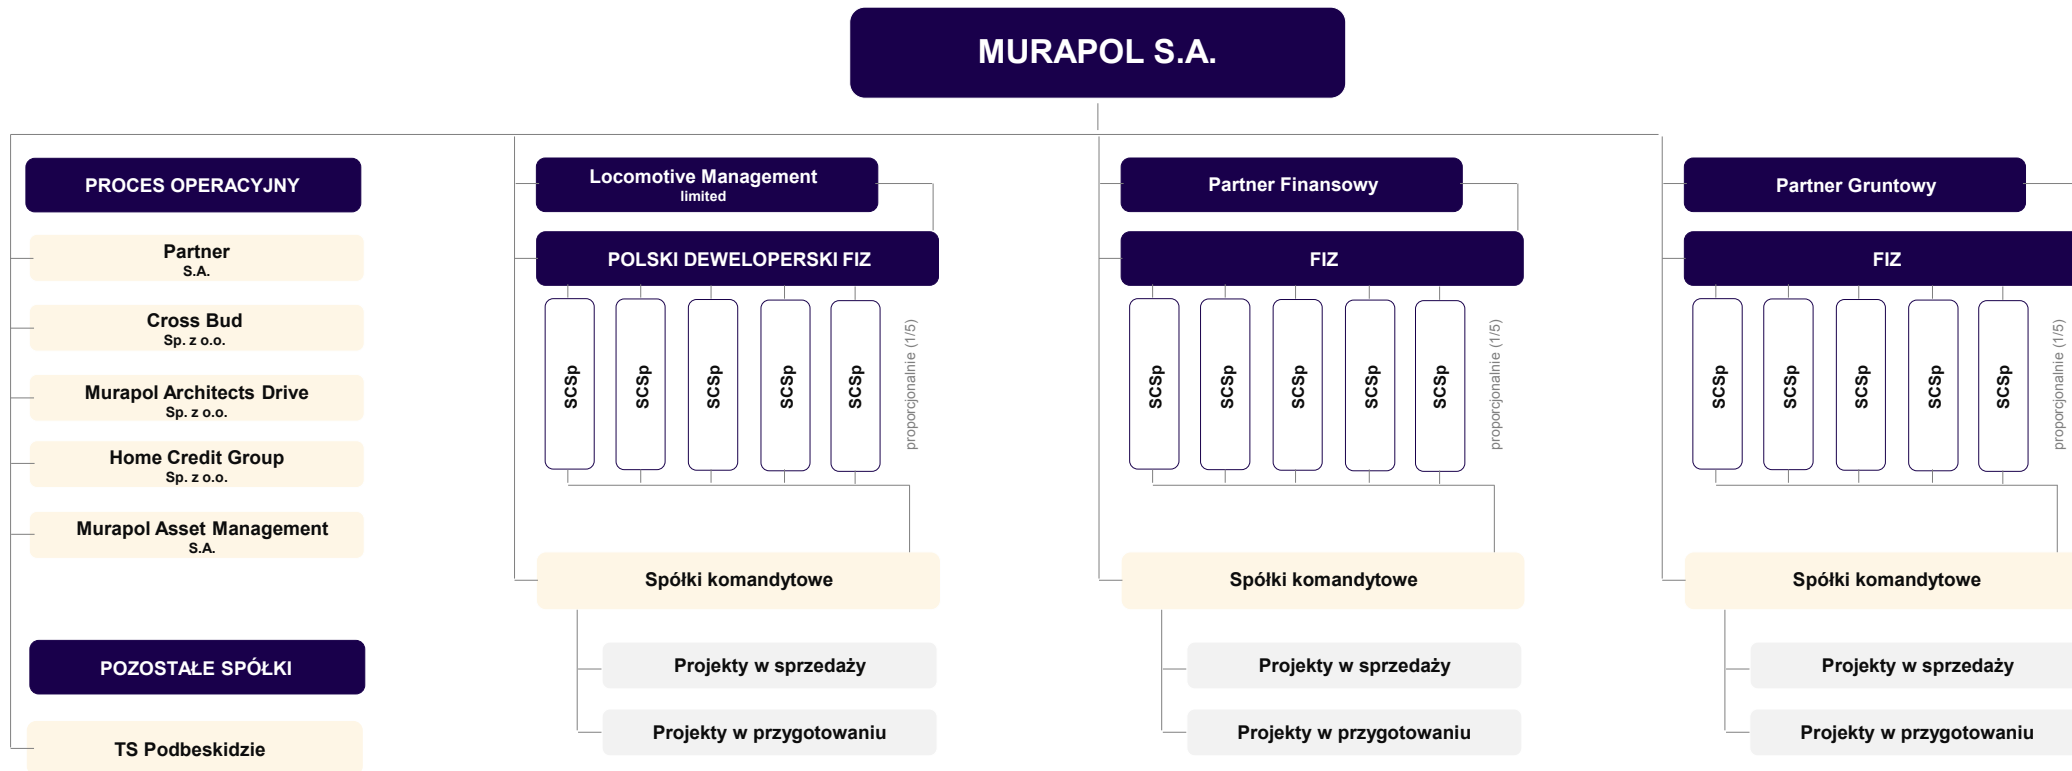 MURAPOL S.A.
PROCES OPERACYJNY
Partner
S.A.
Cross Bud
Sp. z o.o.
Murapol Architects Drive
Sp. z o.o.
Home Credit Group
Sp. z o.o.
Murapol Asset Management
S.A.
POZOSTAŁE SPÓŁKI
TS Podbeskidzie
Locomotive Management
limited
POLSKI DEWELOPERSKI FIZ
SCSp
SCSp
SCSp
SCSp
SCSp
proporcjonalnie (1/5)
Spółki komandytowe
Projekty w sprzedaży
Projekty w przygotowaniu
Partner Finansowy
FIZ
SCSp
SCSp
SCSp
SCSp
SCSp
proporcjonalnie (1/5)
Spółki komandytowe
Projekty w sprzedaży
Projekty w przygotowaniu
Partner Gruntowy
FIZ
SCSp
SCSp
SCSp
SCSp
SCSp
proporcjonalnie (1/5)
Spółki komandytowe
Projekty w sprzedaży
Projekty w przygotowaniu